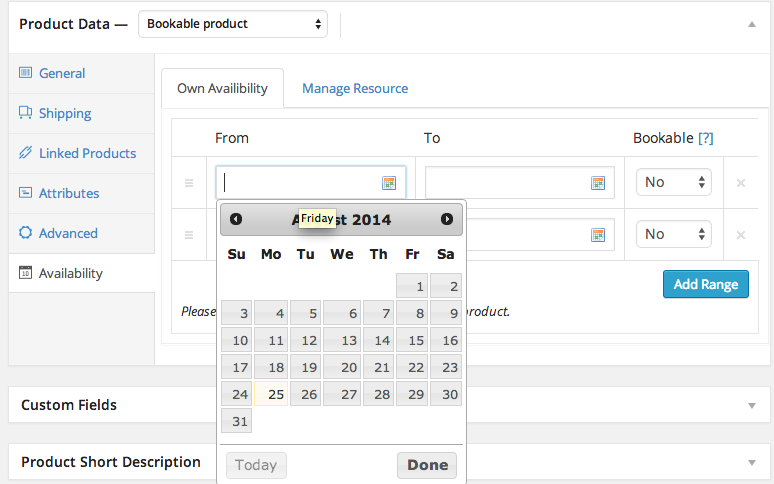 Product Data — Bookable product
General
Shipping
Linked Products
Attributes
Advanced
10 Availability
Own Availibility Manage Resource
From To Bookable [?]
No
No
Friday
2014
Su Mo Tu We Th Fr Sa
1 2
3 4 5 6 7 8 9
10 11 12 13 14 15 16
17 18 19 20 21 22 23
24 25 26 27 28 29 30
31
Today Done
Add Range
Please
product.
Custom Fields
Product Short Description